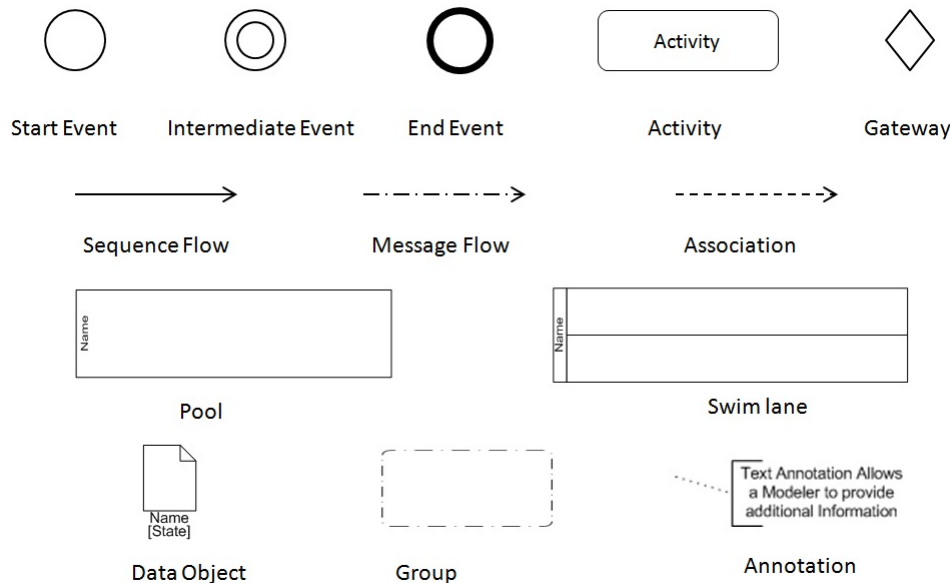 Activity
Start Event
Intermediate Event
End Event
Activity
Gateway
Sequence Flow
Message Flow
Association
Name
Name
Pool
Swim lane
Name
[State]
Text Annotation Allows
a Modeler to provide
additional Information
Data Object
Group
Annotation